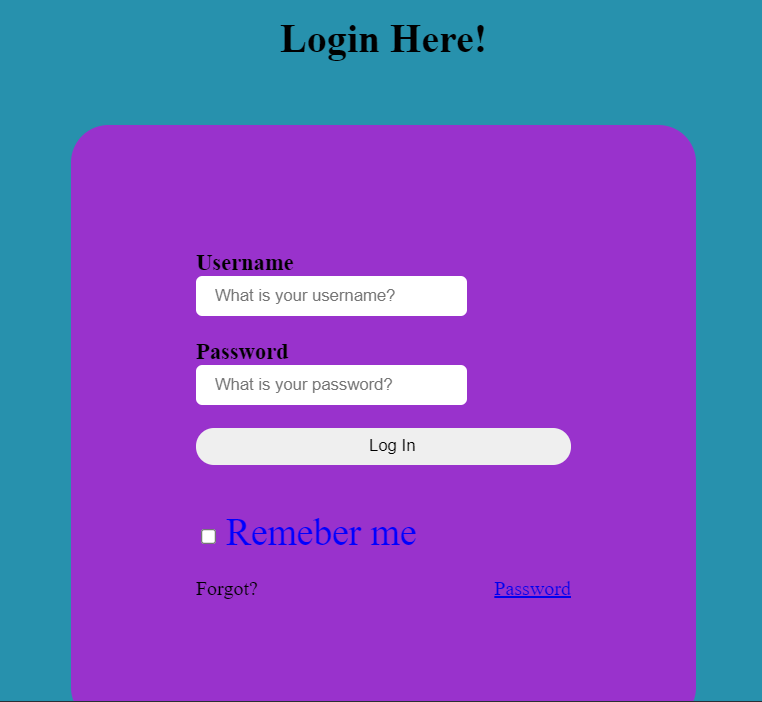 Login Here!
Username
What is your username?
Password
What is your password?
Log In
Remeber me
Forgot? Password